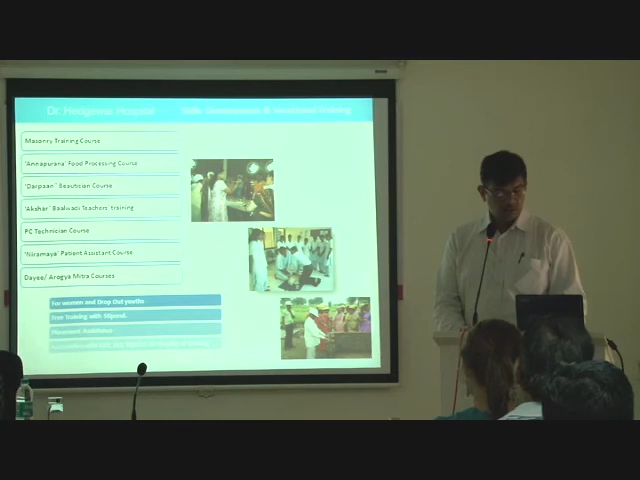 Dr. Hedgewar Hospital
Skills Development & Vocational Training
Masonry Training Course
'Annapurana' Food Processing Course
'Darpaan' Beautician Course
'Akshar' Baalwadi Teachers' training
PC Technician Course
'Niramaya' Patient Assistant Course
Dayee/ Arogya Mitra Courses
For women and Drop Out youths
Free Training with Stipend.
Placement